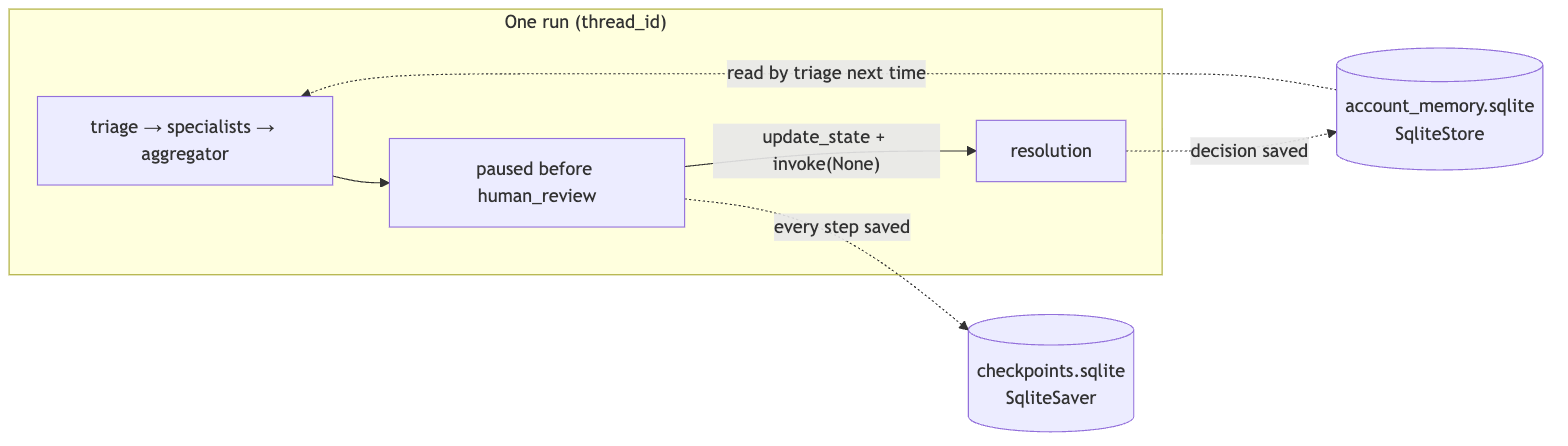 One run (thread_id)
read by triage next time
triage → specialists →
aggregator
paused before
human_review
update_state +
invoke(None)
resolution
decision saved
account_memory.sqlite
SqliteStore
every step saved
checkpoints.sqlite
SqliteSaver